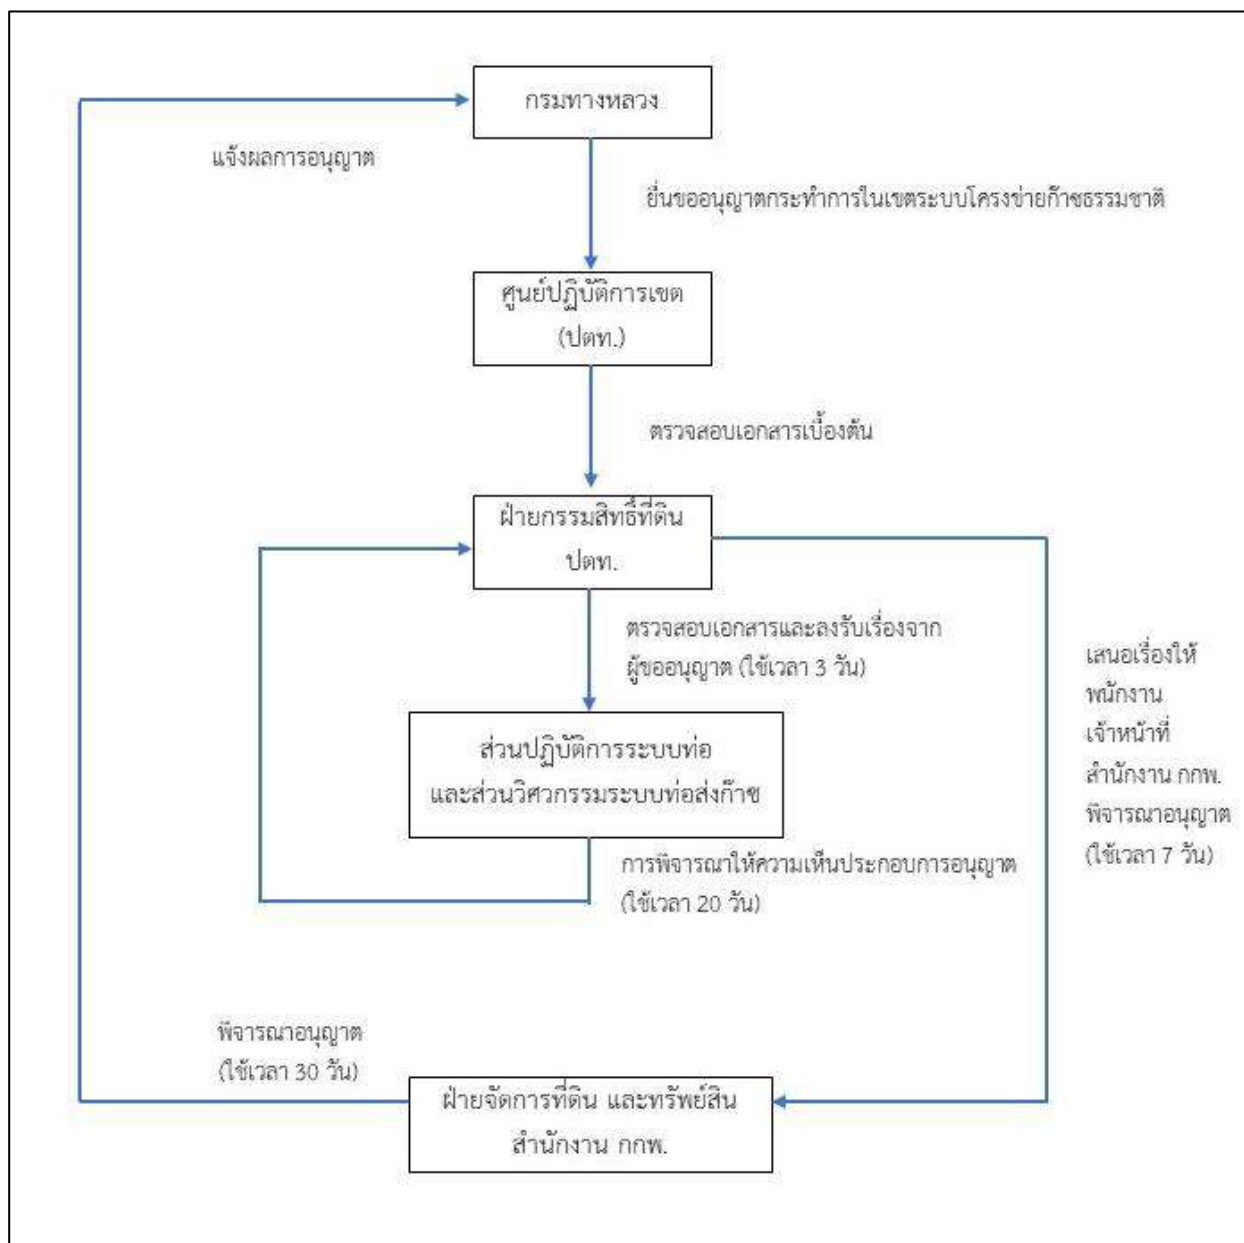 กรมทางหลวง
แจ้งผลการอนุญาต
ยื่นขออนุญาตกระทำการในเขตระบบโครงข่ายก๊าซธรรมชาติ
ศูนย์ปฏิบัติการเขต
(ปตท.)
ตรวจสอบเอกสารเบื้องต้น
ฝ่ายกรรมสิทธิ์ที่ดิน
ปตท.
ตรวจสอบเอกสารและลงรับเรื่องจาก
ผู้ขออนุญาต (ใช้เวลา 3 วัน)
เสนอเรื่องให้
พนักงาน
เจ้าหน้าที่
สำนักงาน กกพ.
พิจารณาอนุญาต
(ใช้เวลา 7 วัน)
ส่วนปฏิบัติการระบบท่อ
และส่วนวิศวกรรมระบบท่อส่งก๊าซ
การพิจารณาให้ความเห็นประกอบการอนุญาต
(ใช้เวลา 20 วัน)
พิจารณาอนุญาต
(ใช้เวลา 30 วัน)
ฝ่ายจัดการที่ดิน และทรัพย์สิน
สำนักงาน กกพ.